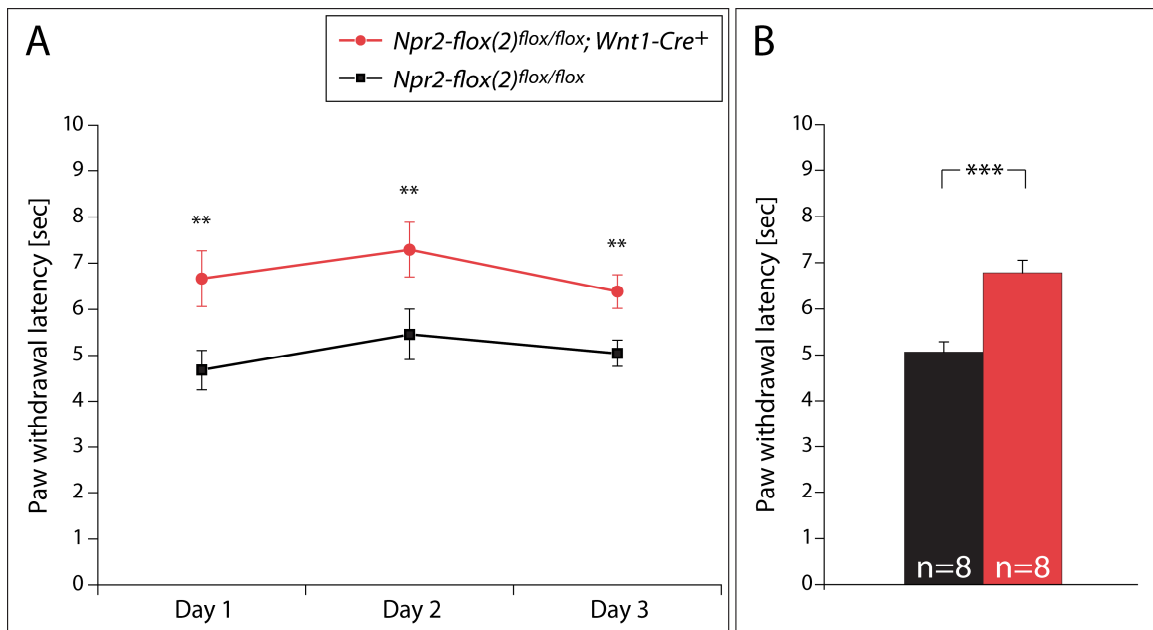 A
Npr2-flox(2)flox/flox; Wnt1-Cre+
Npr2-flox(2)flox/flox
Paw withdrawal latency [sec]
10
9
8
7
6
5
4
3
2
1
0
**
**
**
Day 1
Day 2
Day 3
B
Paw withdrawal latency [sec]
10
9
8
7
6
5
4
3
2
1
0
***
n=8
n=8